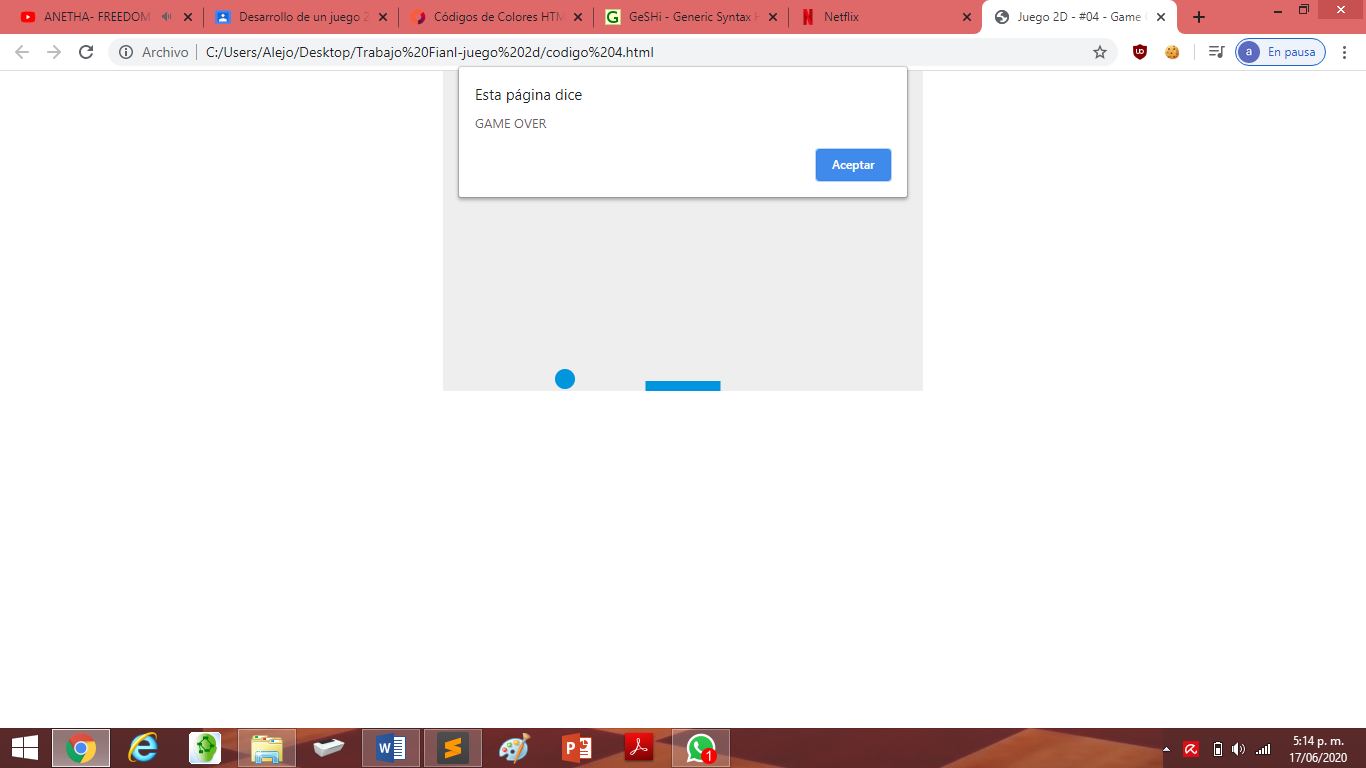 ANETHA- FREEDOM
Desarrollo de un juego 2
Códigos de Colores HTM
GeSHi - Generic Syntax H
Netflix
Juego 2D - #04 - Game O
Archivo
C:/Users/Alejo/Desktop/Trabajo%20Fianl-juego%202d/codigo%204.html
a
En pausa
Esta página dice
GAME OVER
Aceptar
1
5:14 p. m.
17/06/2020